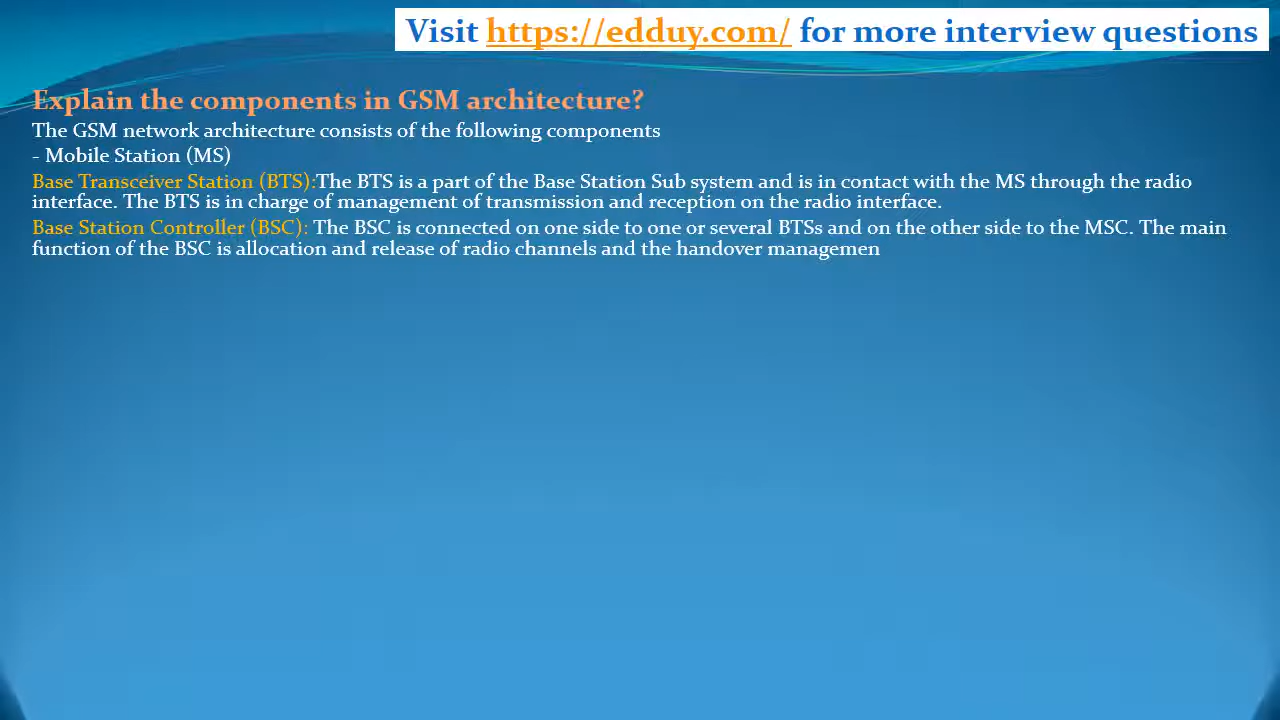 Visit https://edduy.com/ for more interview questions
Explain the components in GSM architecture?
The GSM network architecture consists of the following components
- Mobile Station (MS)
Base Transceiver Station (BTS):The BTS is a part of the Base Station Sub system and is in contact with the MS through the radio
interface. The BTS is in charge of management of transmission and reception on the radio interface.
Base Station Controller (BSC): The BSC is connected on one side to one or several BTSs and on the other side to the MSC. The main
function of the BSC is allocation and release of radio channels and the handover managemen